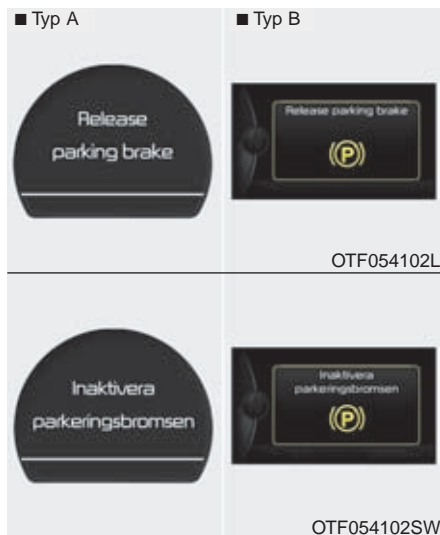 ■ Typ A
■ Typ B
Release
parking brake
Release parking brake
(P)
OTF054102L
Inaktivera
parkeringsbromsen
Inaktivera
parkeringsbromsen
(P)
OTF054102SW